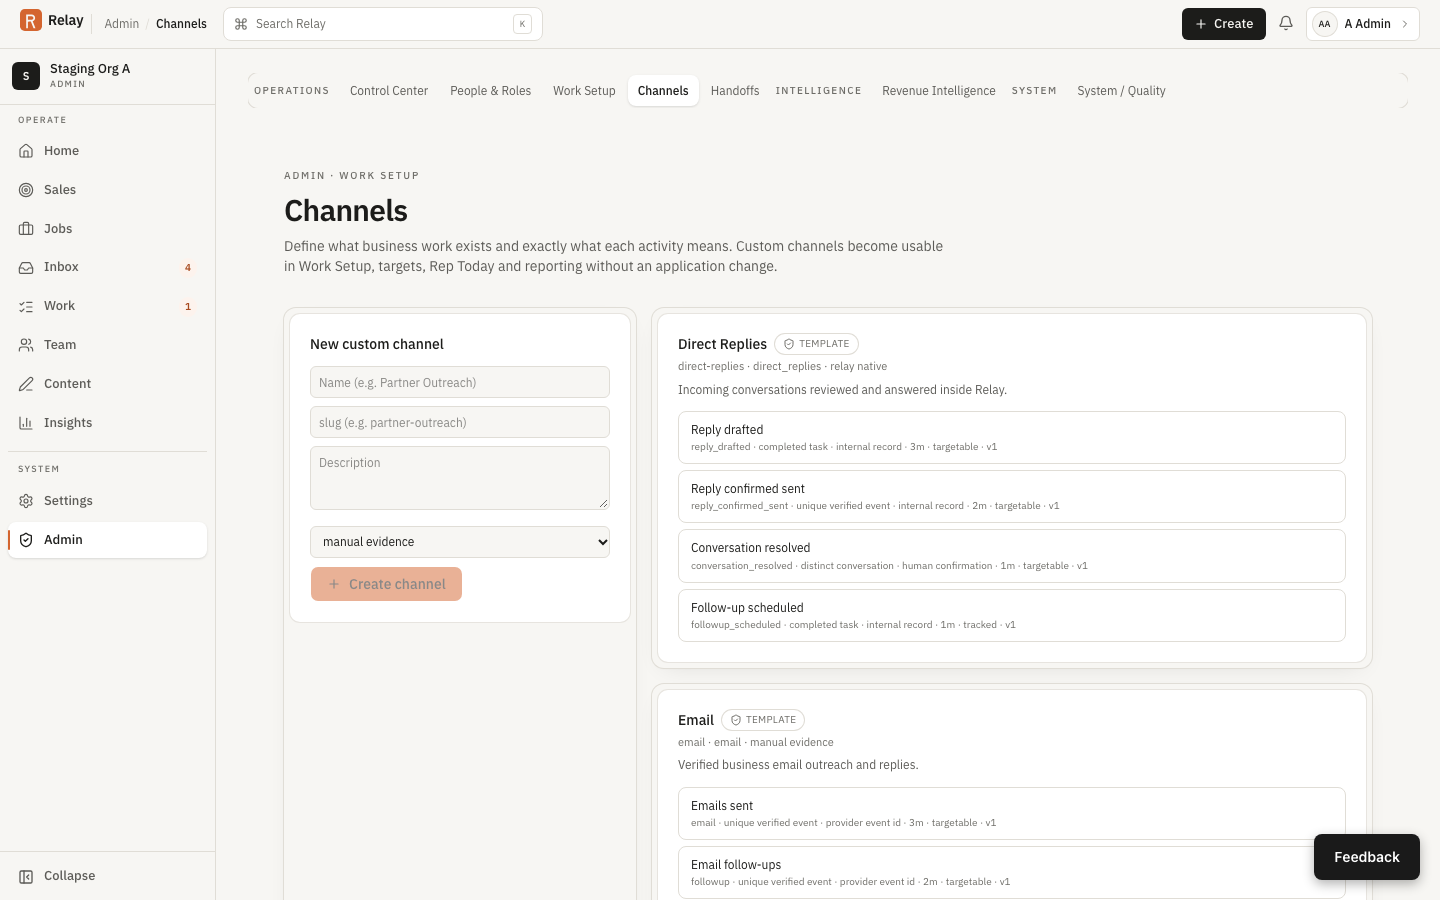 Relay
Admin / Channels
Search Relay
K
Create
AA
A Admin
S
Staging Org A
ADMIN
OPERATE
Home
Sales
Jobs
Inbox
4
Work
1
Team
Content
Insights
SYSTEM
Settings
Admin
Collapse
OPERATIONS
Control Center
People & Roles
Work Setup
Channels
Handoffs
INTELLIGENCE
Revenue Intelligence
SYSTEM
System / Quality
ADMIN · WORK SETUP
Channels
Define what business work exists and exactly what each activity means. Custom channels become usable
in Work Setup, targets, Rep Today and reporting without an application change.
New custom channel
Name (e.g. Partner Outreach)
slug (e.g. partner-outreach)
Description
manual evidence
Create channel
Direct Replies
TEMPLATE
direct-replies · direct_replies · relay native
Incoming conversations reviewed and answered inside Relay.
Reply drafted
reply_drafted · completed task · internal record · 3m · targetable · v1
Reply confirmed sent
reply_confirmed_sent · unique verified event · internal record · 2m · targetable · v1
Conversation resolved
conversation_resolved · distinct conversation · human confirmation · 1m · targetable · v1
Follow-up scheduled
followup_scheduled · completed task · internal record · 1m · tracked · v1
Email
TEMPLATE
email · email · manual evidence
Verified business email outreach and replies.
Emails sent
email · unique verified event · provider event id · 3m · targetable · v1
Email follow-ups
followup · unique verified event · provider event id · 2m · targetable · v1
Feedback